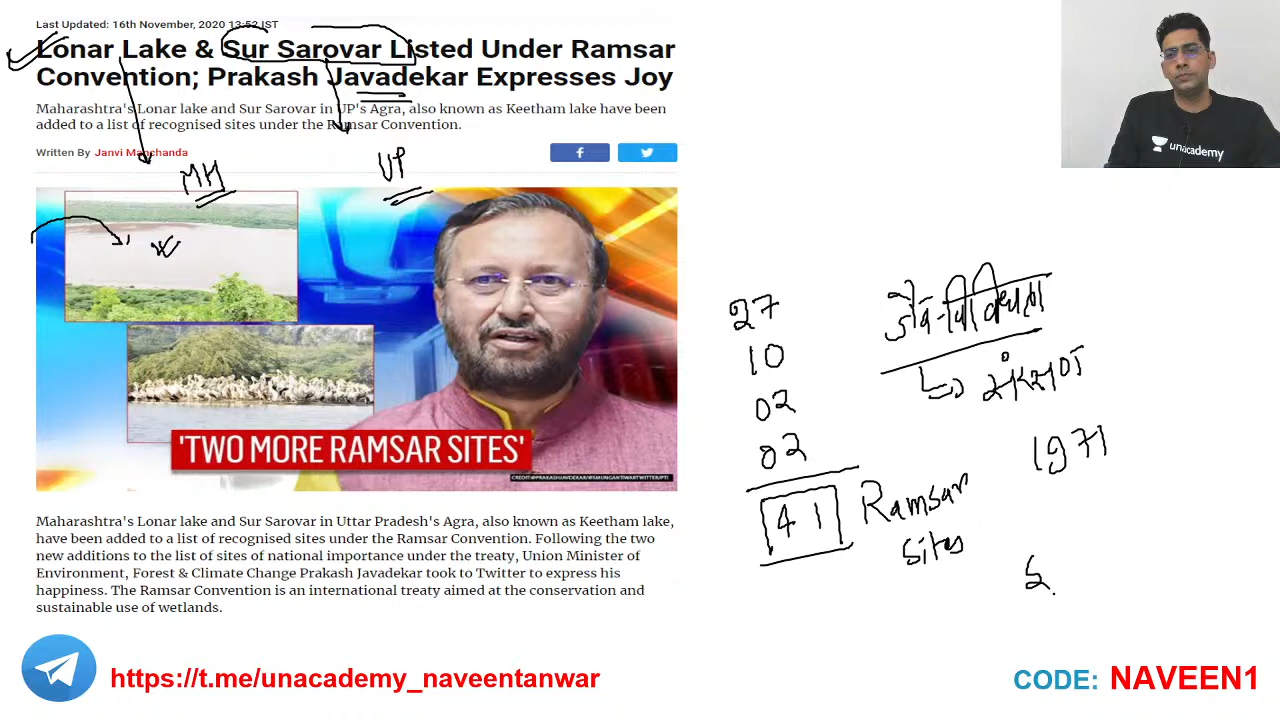 Last Updated: 16th November, 2020 13:52 IST
Lonar Lake & Sur Sarovar Listed Under Ramsar
Convention; Prakash Javadekar Expresses Joy
Maharashtra's Lonar lake and Sur Sarovar in UP's Agra, also known as Keetham lake have been
added to a list of recognised sites under the Ramsar Convention.
Written By Janvi Manchanda
MH
UP
unacademy
'TWO MORE RAMSAR SITES'
CREDIT:@PRAKASHJAVDEKAR/@SMUNGANTIWARTWITTER/PTI
Maharashtra's Lonar lake and Sur Sarovar in Uttar Pradesh's Agra, also known as Keetham lake,
have been added to a list of recognised sites under the Ramsar Convention. Following the two
new additions to the list of sites of national importance under the treaty, Union Minister of
Environment, Forest & Climate Change Prakash Javadekar took to Twitter to express his
happiness. The Ramsar Convention is an international treaty aimed at the conservation and
sustainable use of wetlands.
27
10
02
02
41 Ramsar
Sites
संरक्षण
1971
https://t.me/unacademy_naveentanwar
CODE: NAVEEN1